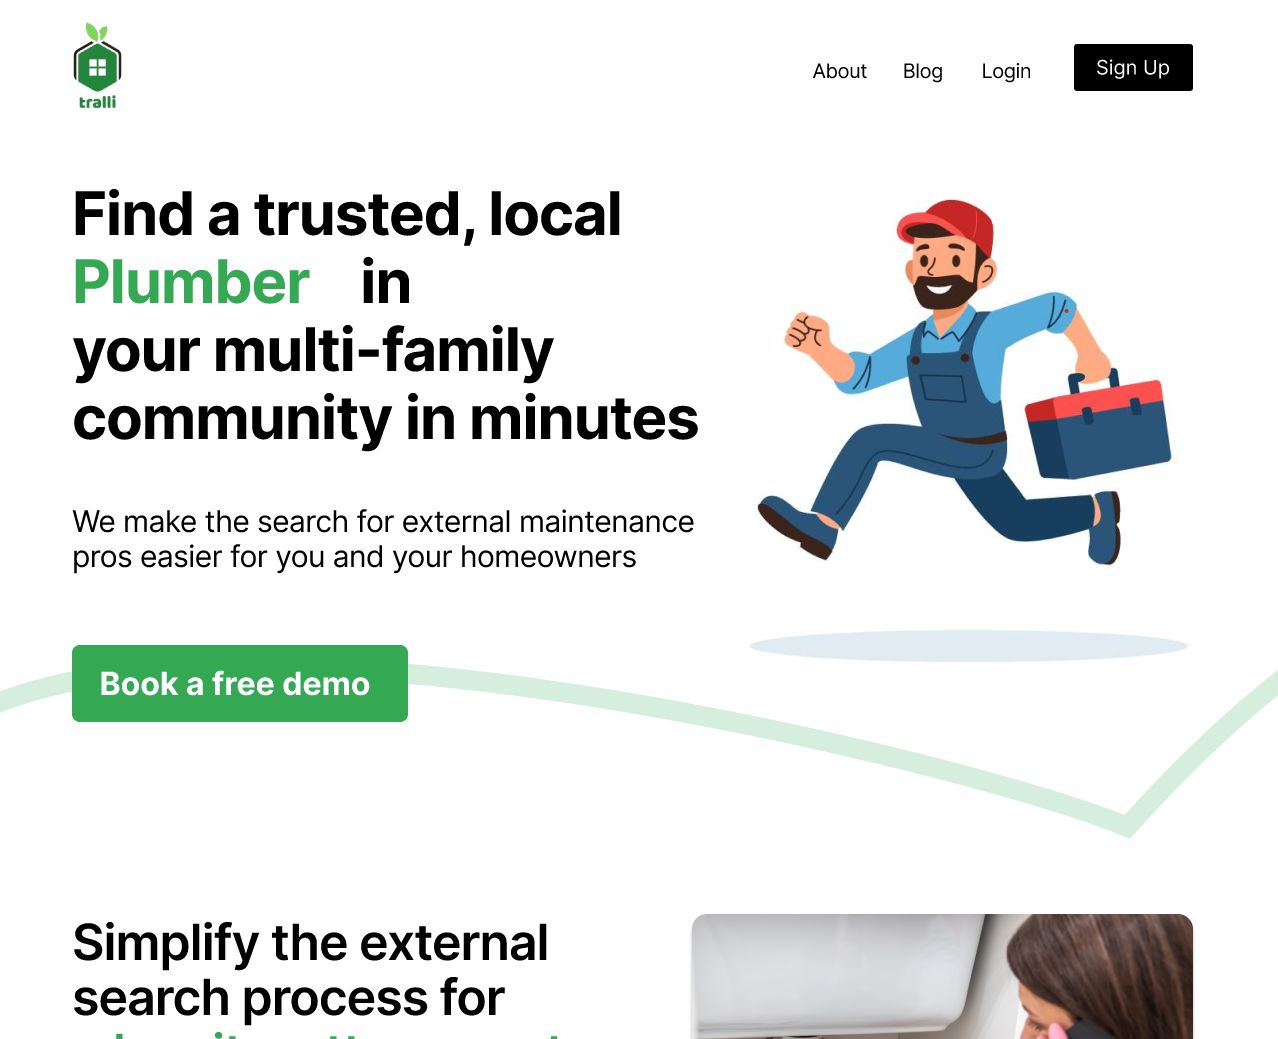 tralli
About Blog Login Sign Up
Find a trusted, local
Plumber in
your multi-family
community in minutes
We make the search for external maintenance
pros easier for you and your homeowners
Book a free demo
Simplify the external
search process for